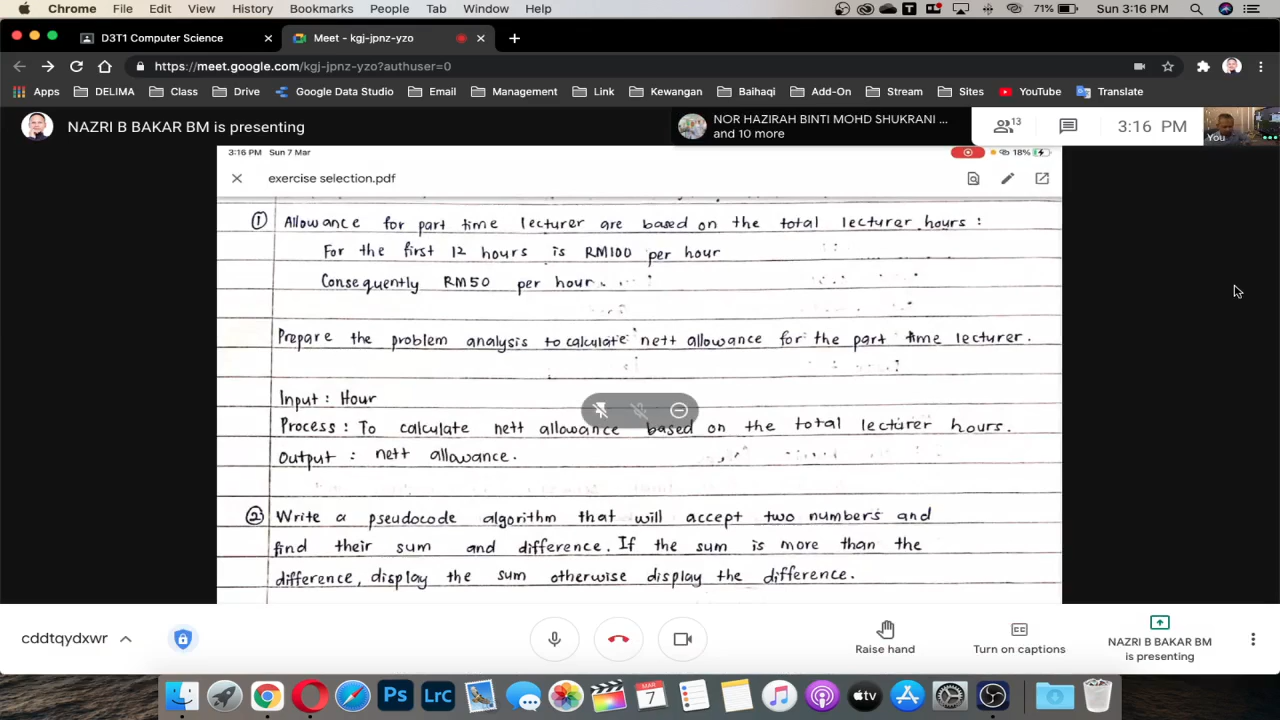 Chrome File Edit View History Bookmarks People Tab Window Help 71% Sun 3:16 PM
D3T1 Computer Science Meet - kgj-jpnz-yzo
https://meet.google.com/kgj-jpnz-yzo?authuser=0
Apps DELIMA Class Drive Google Data Studio Email Management Link Kewangan Baihaqi Add-On Stream Sites YouTube Translate
NAZRI B BAKAR BM is presenting
NOR HAZIRAH BINTI MOHD SHUKRANI ...
and 10 more
13
3:16 PM
You
3:16 PM Sun 7 Mar 18%
exercise selection.pdf
① Allowance for part time lecturer are based on the total lecturer hours :
For the first 12 hours is RM100 per hour
Consequently RM50 per hour.
Prepare the problem analysis to calculate nett allowance for the part time lecturer.
Input : Hour
Process : To calculate nett allowance based on the total lecturer hours.
Output : nett allowance.
② Write a pseudocode algorithm that will accept two numbers and
find their sum and difference. If the sum is more than the
difference, display the sum otherwise display the difference.
cddtqydxwr
Raise hand
Turn on captions
NAZRI B BAKAR BM
is presenting
Ps LrC MAR 7 tv